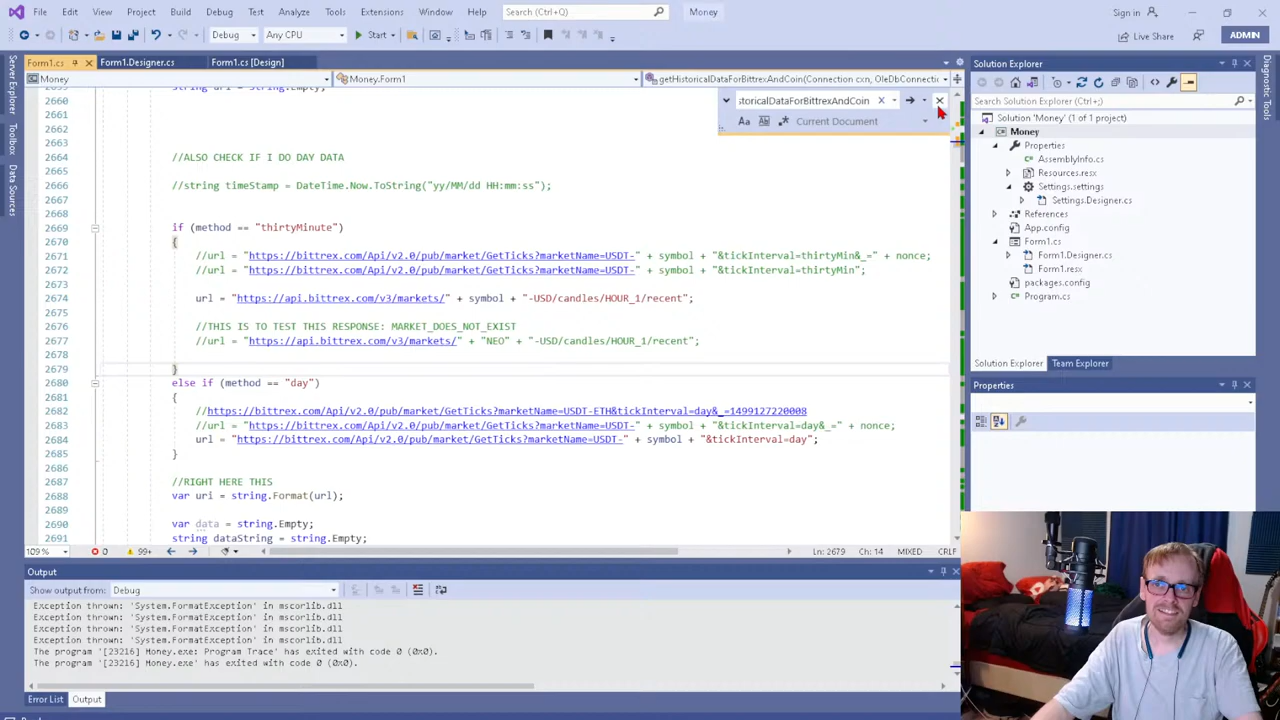 File Edit View Project Build Debug Test Analyze Tools Extensions Window Help Search (Ctrl+Q) Money Sign in
Debug Any CPU Start Live Share ADMIN
Form1.cs Form1.Designer.cs Form1.cs [Design]
Money Money.Form1 getHistoricalDataForBittrexAndCoin(Connection cxn, OleDbConnectic
storicalDataForBittrexAndCoin
Aa Current Document
Server Explorer
Toolbox
Data Sources
2659 string uri = string.Empty;
2660
2661
2662
2664 //ALSO CHECK IF I DO DAY DATA
2665
2666 //string timeStamp = DateTime.Now.ToString("yy/MM/dd HH:mm:ss");
2667
2668
2669 if (method == "thirtyMinute")
2670 {
2671 //url = "https://bittrex.com/Api/v2.0/pub/market/GetTicks?marketName=USDT-" + symbol + "&tickInterval=thirtyMin&_=" + nonce;
2672 //url = "https://bittrex.com/Api/v2.0/pub/market/GetTicks?marketName=USDT-" + symbol + "&tickInterval=thirtyMin";
2673
2674 url = "https://api.bittrex.com/v3/markets/" + symbol + "-USD/candles/HOUR_1/recent";
2675
2676 //THIS IS TO TEST THIS RESPONSE: MARKET_DOES_NOT_EXIST
2677 //url = "https://api.bittrex.com/v3/markets/" + "NEO" + "-USD/candles/HOUR_1/recent";
2678
2679 }
2680 else if (method == "day")
2681 {
2682 //https://bittrex.com/Api/v2.0/pub/market/GetTicks?marketName=USDT-ETH&tickInterval=day&_=1499127220008
2683 //url = "https://bittrex.com/Api/v2.0/pub/market/GetTicks?marketName=USDT-" + symbol + "&tickInterval=day&_=" + nonce;
2684 url = "https://bittrex.com/Api/v2.0/pub/market/GetTicks?marketName=USDT-" + symbol + "&tickInterval=day";
2685 }
2686
2687 //RIGHT HERE THIS
2688 var uri = string.Format(url);
2689
2690 var data = string.Empty;
2691 string dataString = string.Empty;
109 % 0 99+ Ln: 2679 Ch: 14 MIXED CRLF
Output
Show output from: Debug
Exception thrown: 'System.FormatException' in mscorlib.dll
Exception thrown: 'System.FormatException' in mscorlib.dll
Exception thrown: 'System.FormatException' in mscorlib.dll
Exception thrown: 'System.FormatException' in mscorlib.dll
The program '[23216] Money.exe: Program Trace' has exited with code 0 (0x0).
The program '[23216] Money.exe' has exited with code 0 (0x0).
Error List Output
Solution Explorer
Search Solution Explorer (Ctrl+;)
Solution 'Money' (1 of 1 project)
Money
Properties
AssemblyInfo.cs
Resources.resx
Settings.settings
Settings.Designer.cs
References
App.config
Form1.cs
Form1.Designer.cs
Form1.resx
packages.config
Program.cs
Solution Explorer Team Explorer
Properties
Diagnostic Tools